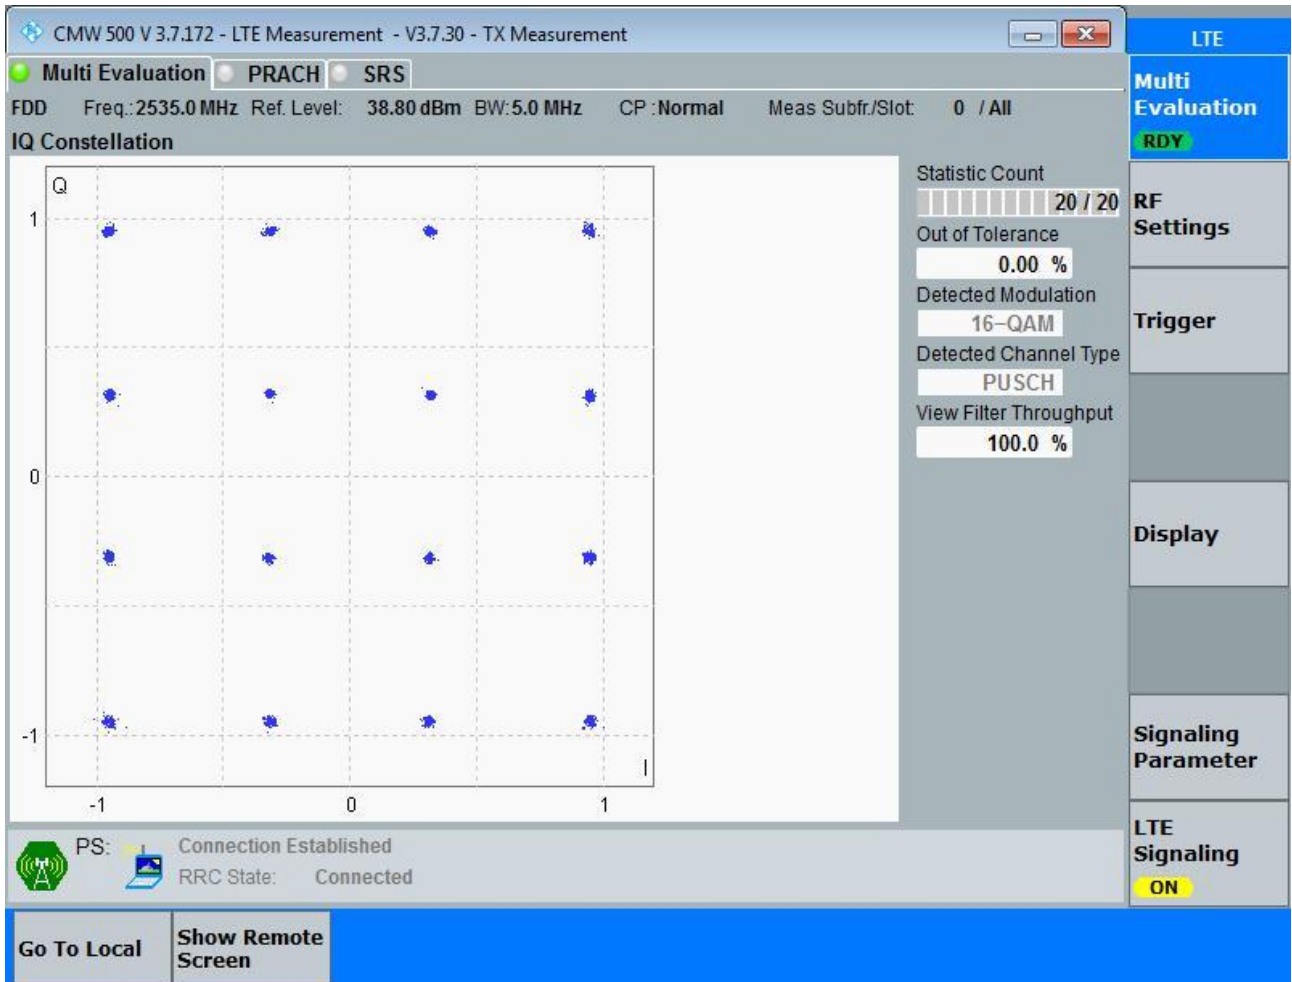 CMW 500 V 3.7.172 - LTE Measurement - V3.7.30 - TX Measurement
LTE
Multi Evaluation PRACH SRS
FDD Freq.: 2535.0 MHz Ref. Level: 38.80 dBm BW: 5.0 MHz CP : Normal Meas Subfr./Slot: 0 / All
IQ Constellation
Q
1
0
-1
I
-1 0 1
Statistic Count
20 / 20
Out of Tolerance
0.00 %
Detected Modulation
16-QAM
Detected Channel Type
PUSCH
View Filter Throughput
100.0 %
Multi
Evaluation
RDY
RF
Settings
Trigger
Display
Signaling
Parameter
LTE
Signaling
ON
PS: Connection Established
RRC State: Connected
Go To Local
Show Remote
Screen